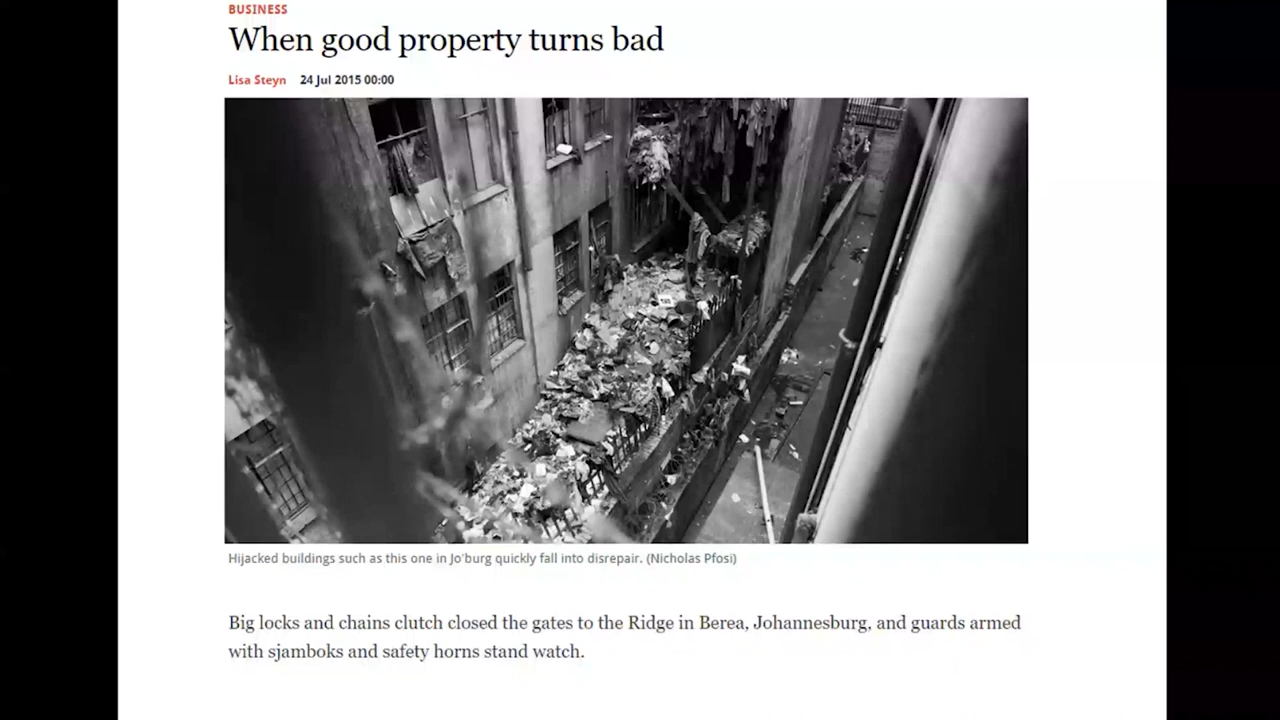 BUSINESS
When good property turns bad
Lisa Steyn 24 Jul 2015 00:00
Hijacked buildings such as this one in Jo'burg quickly fall into disrepair. (Nicholas Pfosi)
Big locks and chains clutch closed the gates to the Ridge in Berea, Johannesburg, and guards armed
with sjamboks and safety horns stand watch.